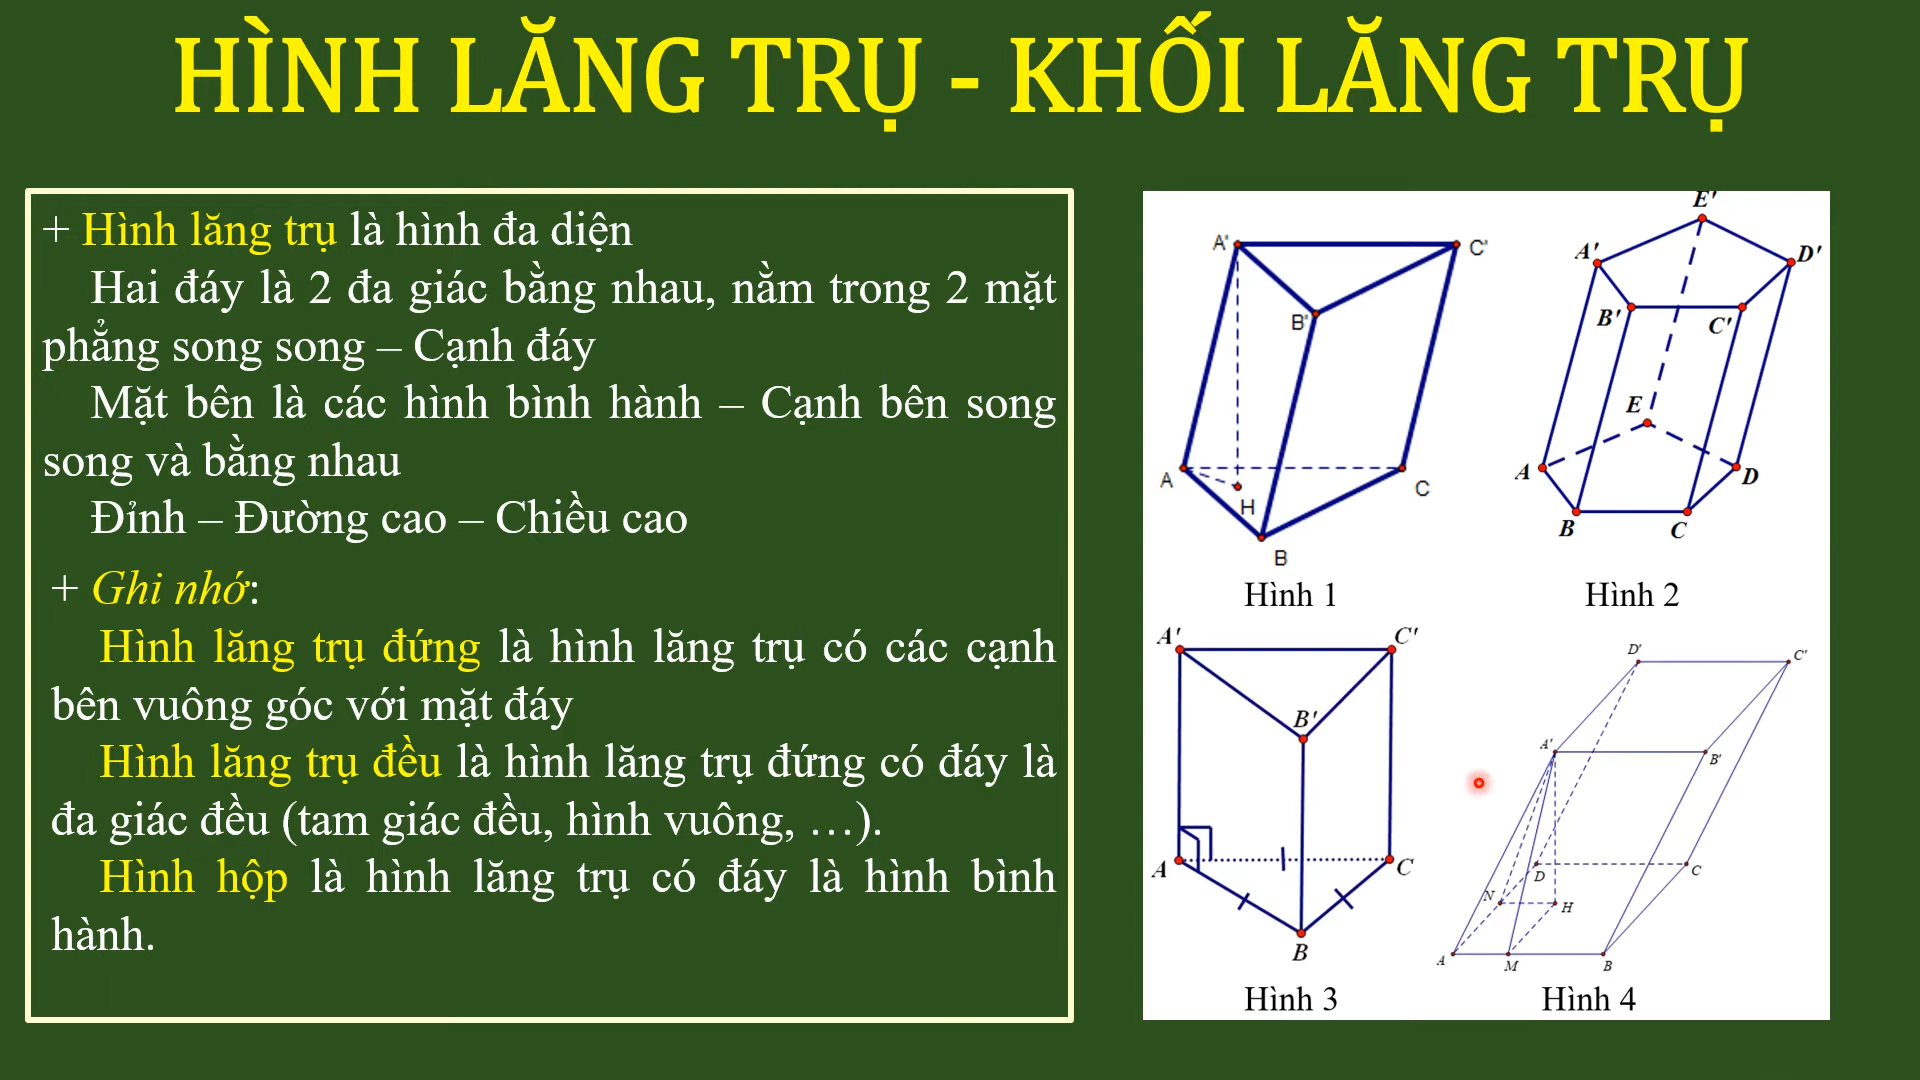 HÌNH LĂNG TRỤ - KHỐI LĂNG TRỤ
+ Hình lăng trụ là hình đa diện
Hai đáy là 2 đa giác bằng nhau, nằm trong 2 mặt
phẳng song song – Cạnh đáy
Mặt bên là các hình bình hành – Cạnh bên song
song và bằng nhau
Đỉnh – Đường cao – Chiều cao
+ Ghi nhớ:
Hình lăng trụ đứng là hình lăng trụ có các cạnh
bên vuông góc với mặt đáy
Hình lăng trụ đều là hình lăng trụ đứng có đáy là
đa giác đều (tam giác đều, hình vuông, …).
Hình hộp là hình lăng trụ có đáy là hình bình
hành.
A'
C'
B'
A
H
C
B
Hình 1
E'
A'
D'
B'
C'
E
A
D
B
C
Hình 2
A'
C'
B'
A
C
B
Hình 3
D'
C'
A'
B'
D
C
N
H
A
M
B
Hình 4